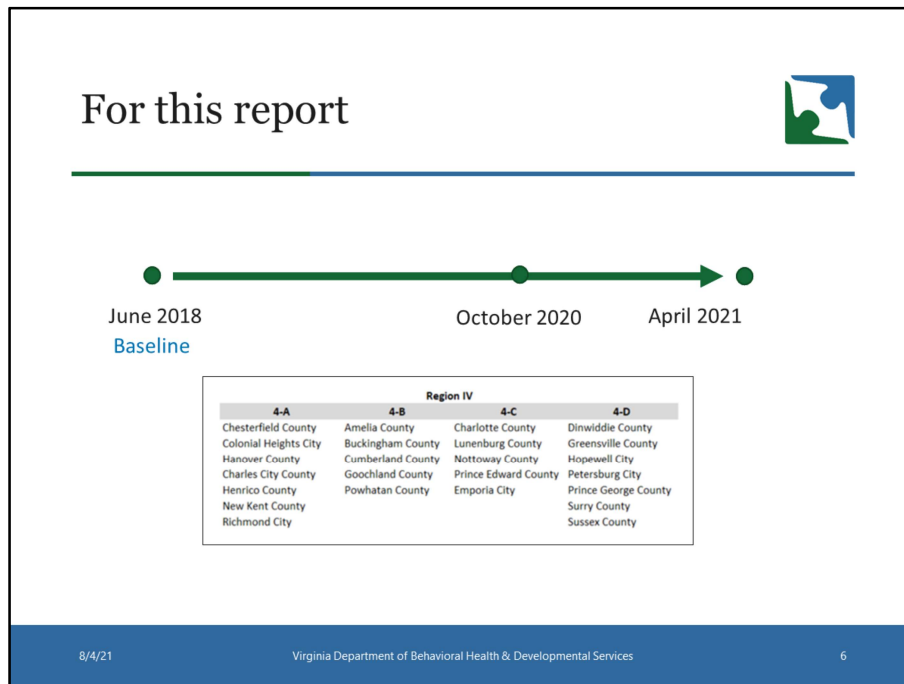 For this report
June 2018
Baseline
October 2020
April 2021
Region IV
4-A 4-B 4-C 4-D
Chesterfield County Amelia County Charlotte County Dinwiddie County
Colonial Heights City Buckingham County Lunenburg County Greensville County
Hanover County Cumberland County Nottoway County Hopewell City
Charles City County Goochland County Prince Edward County Petersburg City
Henrico County Powhatan County Emporia City Prince George County
New Kent County Surry County
Richmond City Sussex County
8/4/21 Virginia Department of Behavioral Health & Developmental Services 6